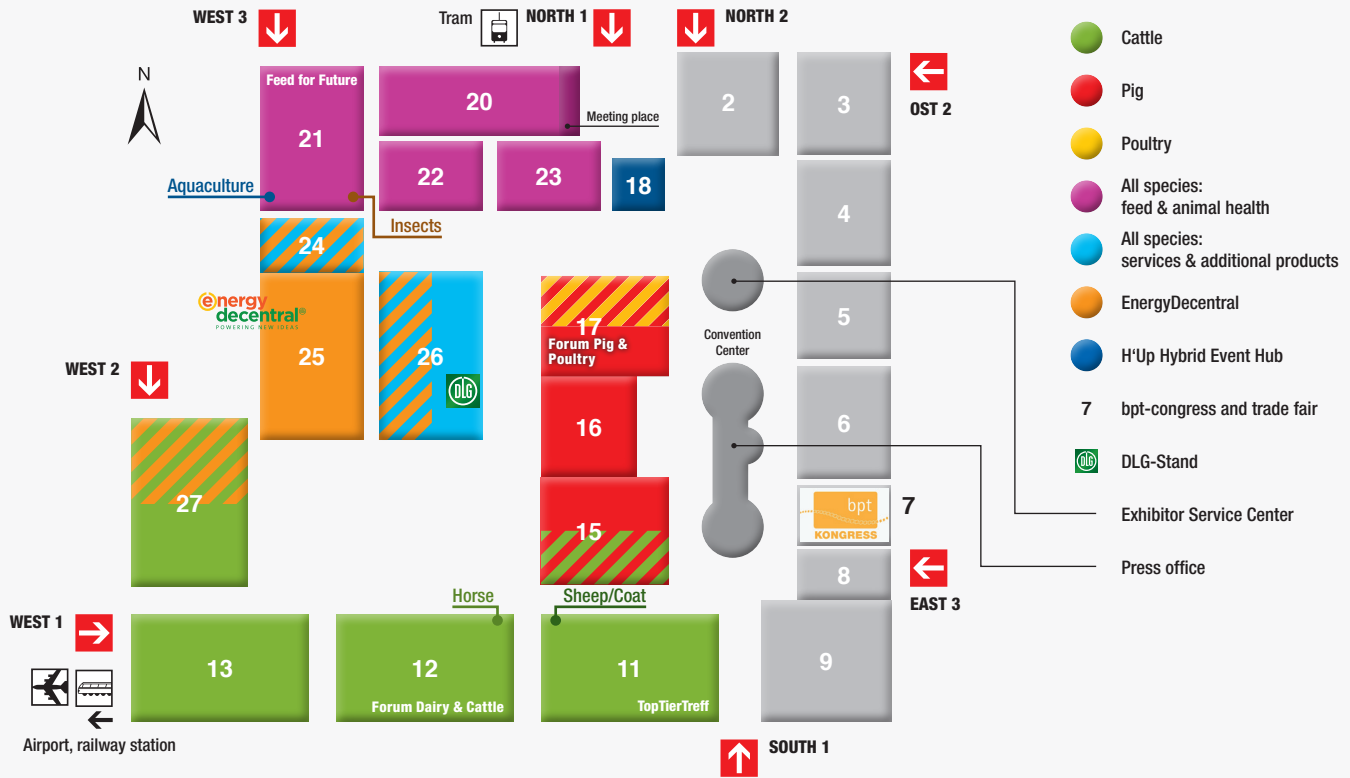 WEST 3
Tram
NORTH 1
NORTH 2
N
Feed for Future
21
20
Meeting place
2
3
OST 2
22
23
18
Aquaculture
Insects
4
24
energy
decentral®
POWERING NEW IDEAS
25
26
DLG
17
Forum Pig &
Poultry
Convention
Center
5
WEST 2
16
6
27
15
bpt
KONGRESS
7
8
EAST 3
WEST 1
Horse
Sheep/Coat
13
12
Forum Dairy & Cattle
11
TopTierTreff
9
Airport, railway station
SOUTH 1
Cattle
Pig
Poultry
All species:
feed & animal health
All species:
services & additional products
EnergyDecentral
H'Up Hybrid Event Hub
7 bpt-congress and trade fair
DLG DLG-Stand
Exhibitor Service Center
Press office